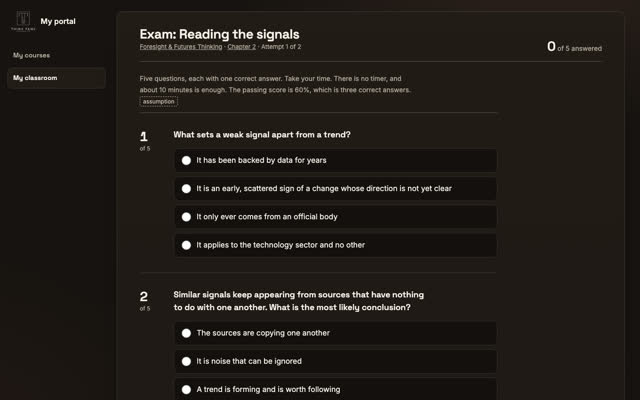 THINK FENS
My portal
My courses
My classroom
Exam: Reading the signals
Foresight & Futures Thinking · Chapter 2 · Attempt 1 of 2
0 of 5 answered
Five questions, each with one correct answer. Take your time. There is no timer, and
about 10 minutes is enough. The passing score is 60%, which is three correct answers.
assumption
1
of 5
What sets a weak signal apart from a trend?
It has been backed by data for years
It is an early, scattered sign of a change whose direction is not yet clear
It only ever comes from an official body
It applies to the technology sector and no other
2
of 5
Similar signals keep appearing from sources that have nothing
to do with one another. What is the most likely conclusion?
The sources are copying one another
It is noise that can be ignored
A trend is forming and is worth following